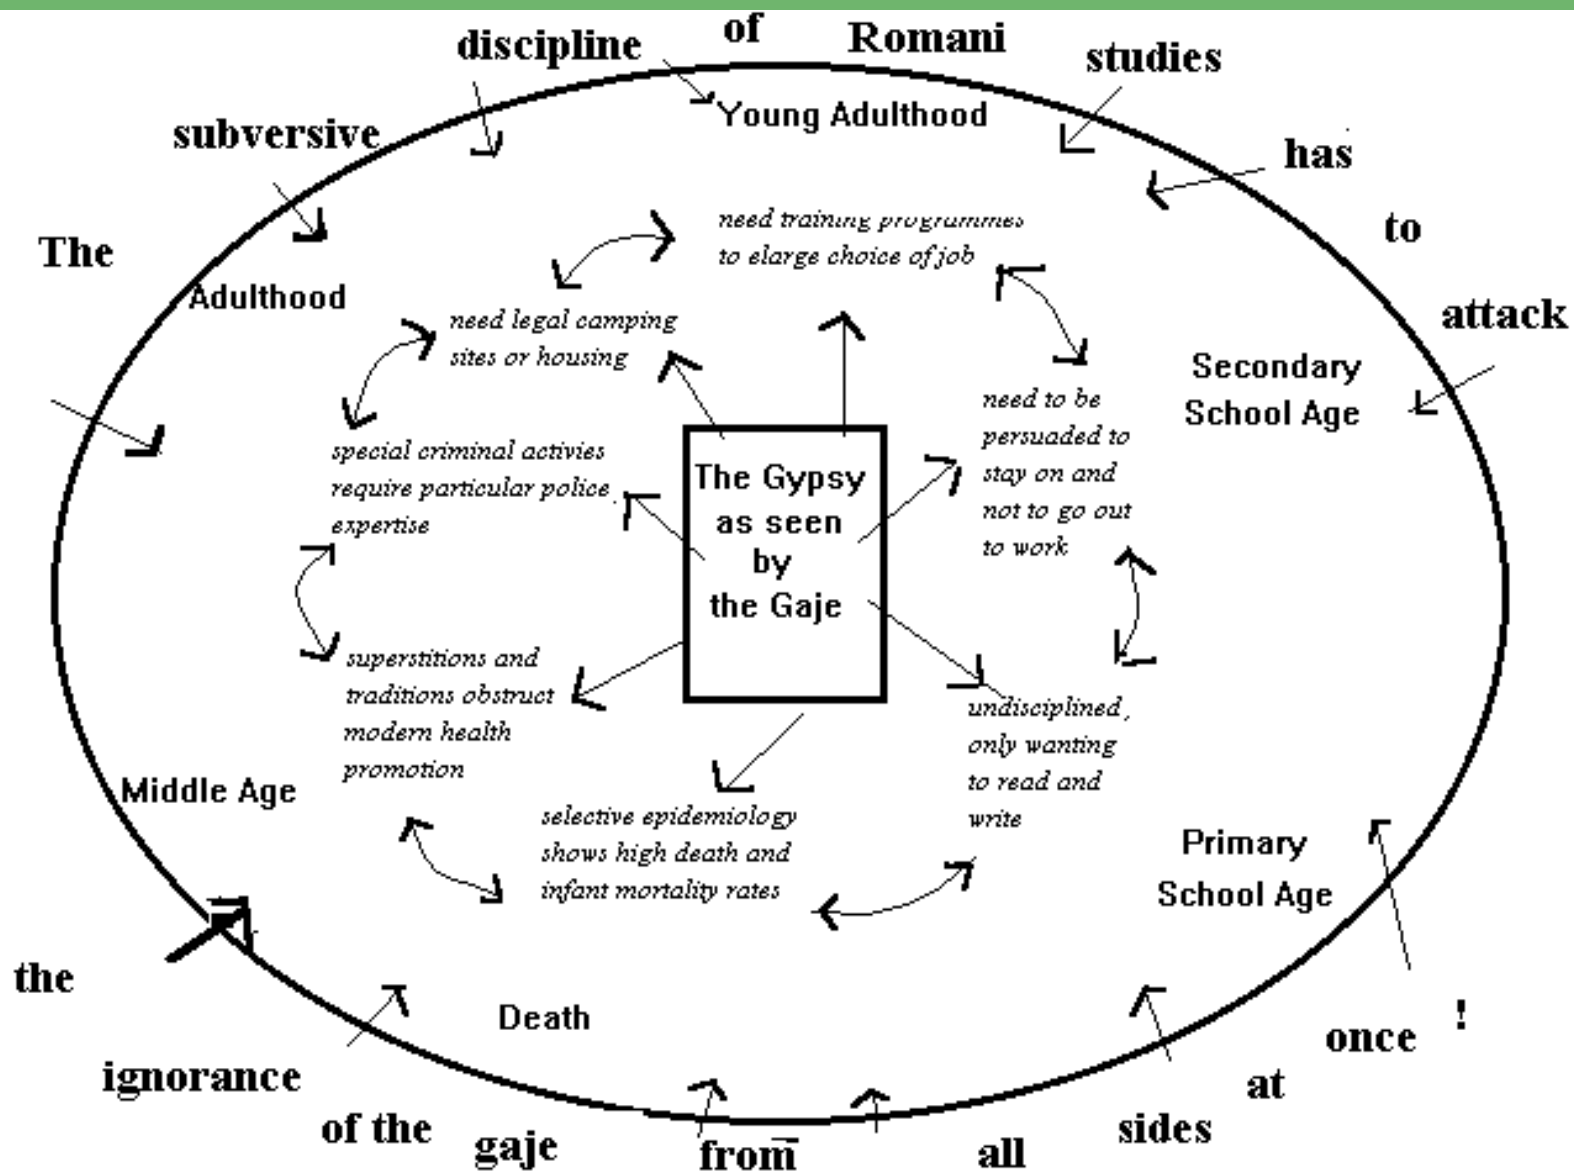 The
subversive
discipline
of
Romani
studies
has
to
attack
the
ignorance
of the
gaje
from
all
sides
at
once
!
Young Adulthood
need training programmes
to elarge choice of job
Secondary
School Age
need to be
persuaded to
stay on and
not to go out
to work
Primary
School Age
undisciplined,
only wanting
to read and
write
Death
selective epidemiology
shows high death and
infant mortality rates
Middle Age
superstitions and
traditions obstruct
modern health
promotion
special criminal activies
require particular police
expertise
Adulthood
need legal camping
sites or housing
The Gypsy
as seen
by
the Gaje